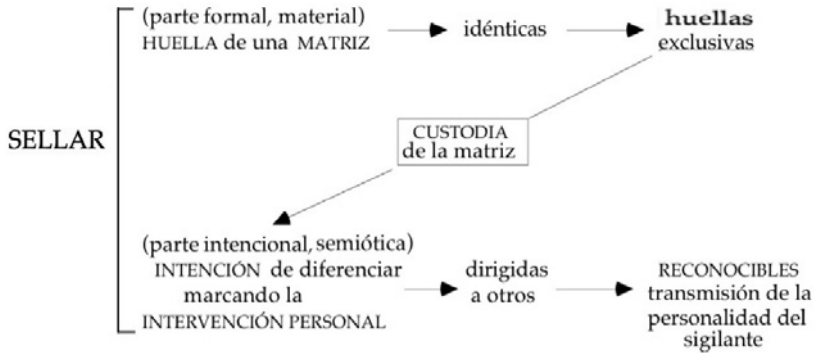 (parte formal, material)
HUELLA de una MATRIZ
idénticas
huellas
exclusivas
SELLAR
CUSTODIA
de la matriz
(parte intencional, semiótica)
INTENCIÓN de diferenciar
marcando la
INTERVENCIÓN PERSONAL
dirigidas
a otros
RECONOCIBLES
transmisión de la
personalidad del
sigilante